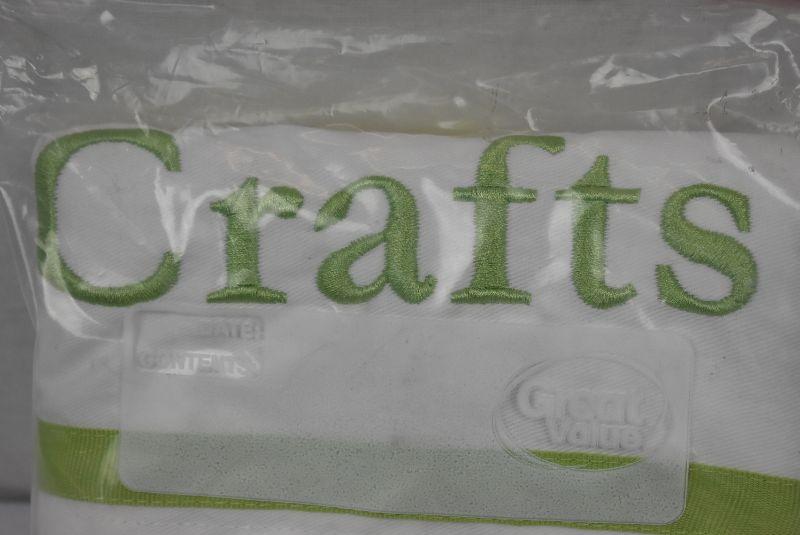 Crafts
DATE:
CONTENTS:
Great
Value